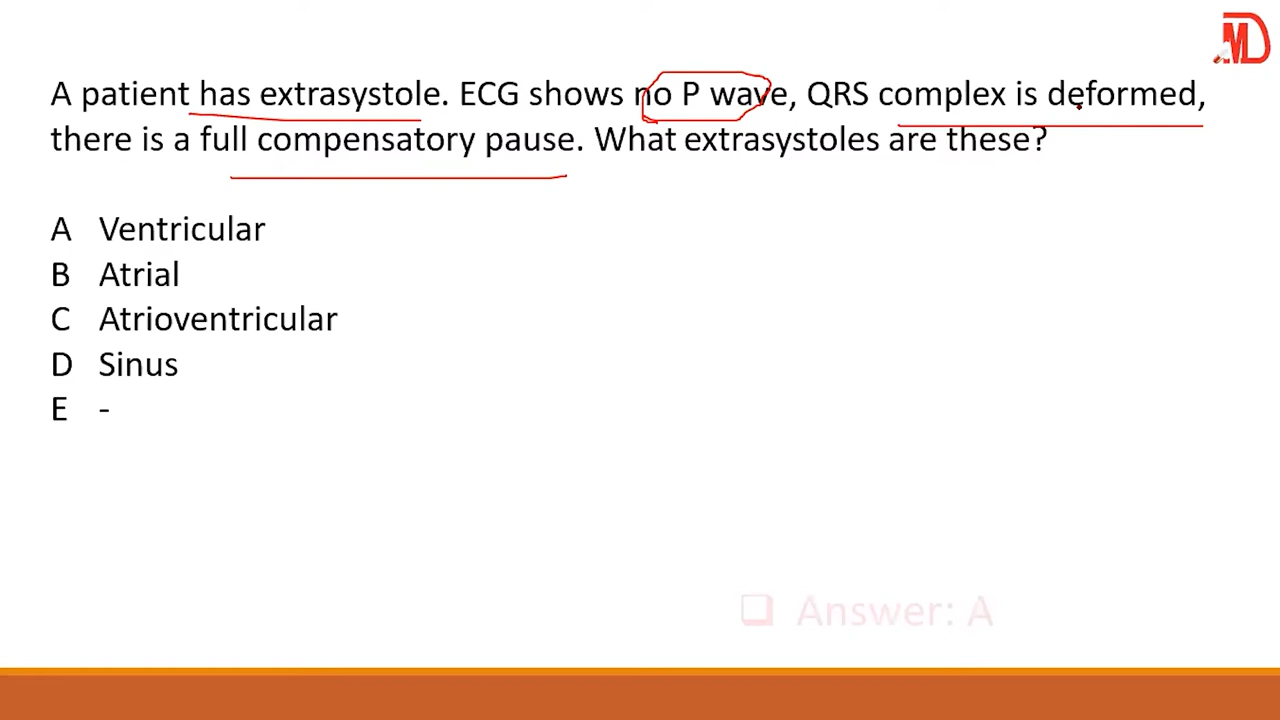 MD
A patient has extrasystole. ECG shows no P wave, QRS complex is deformed,
there is a full compensatory pause. What extrasystoles are these?
A Ventricular
B Atrial
C Atrioventricular
D Sinus
E -
❑ Answer: A